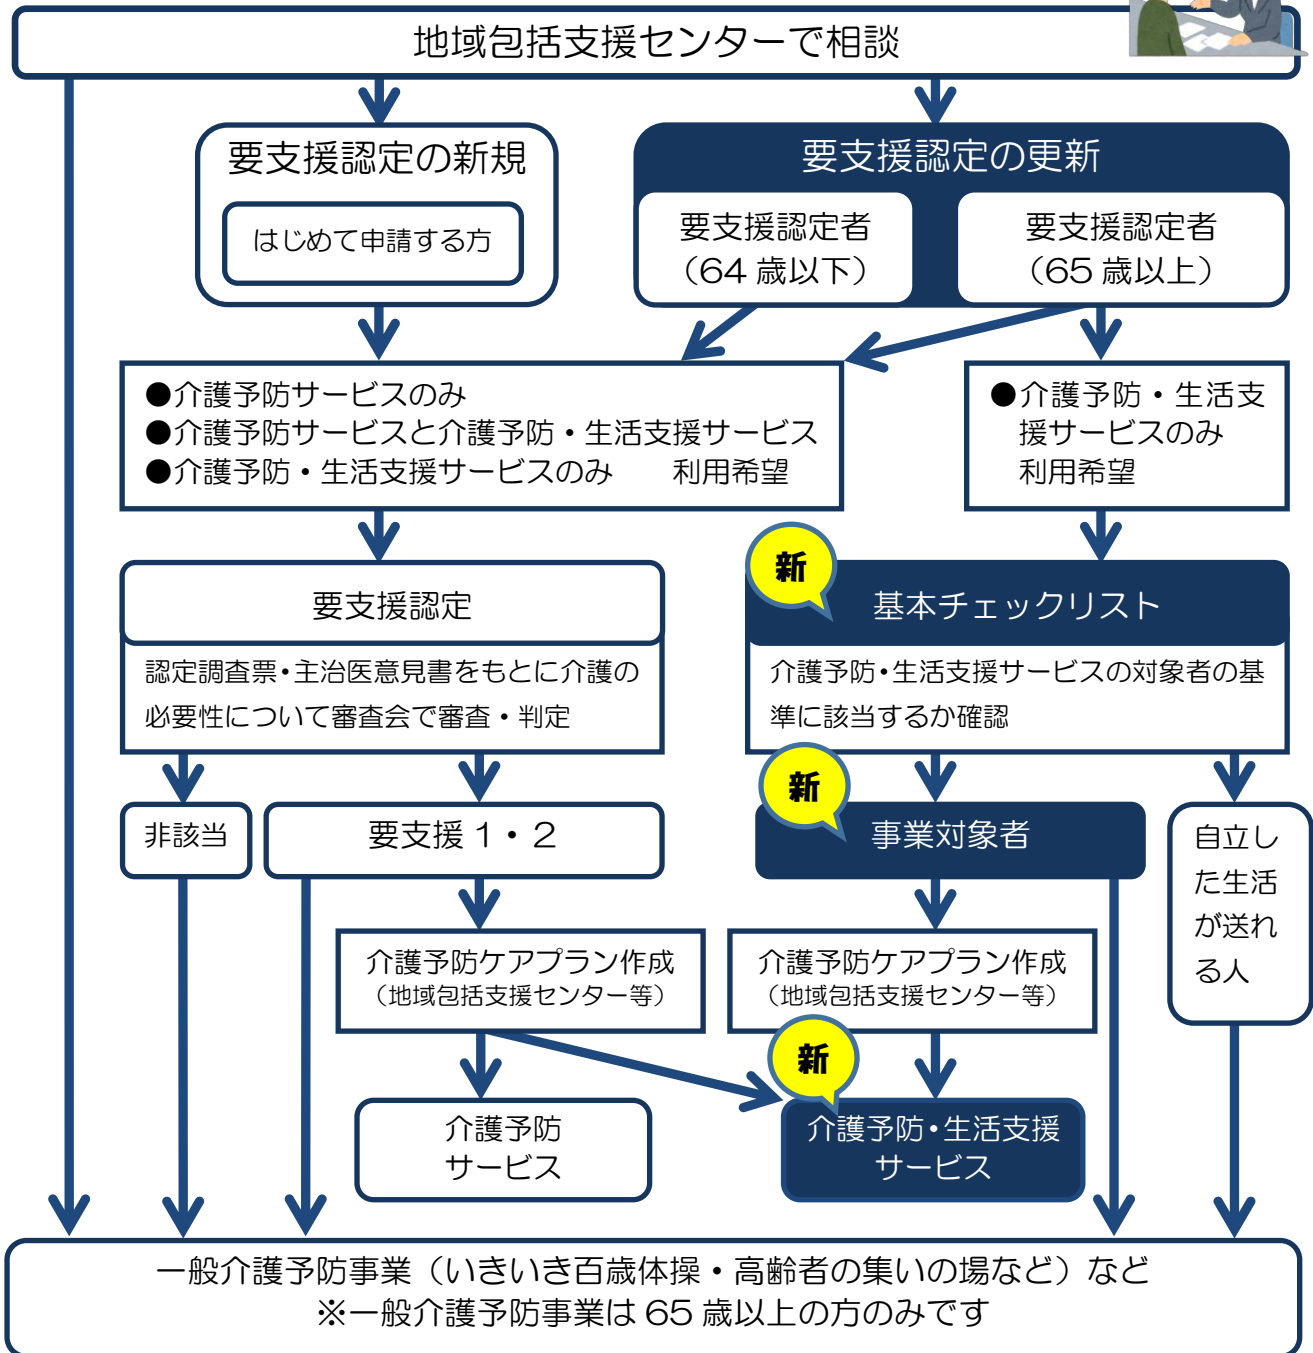 地域包括支援センターで相談
要支援認定の新規
はじめて申請する方
要支援認定の更新
要支援認定者
（64 歳以下）
要支援認定者
（65 歳以上）
●介護予防サービスのみ
●介護予防サービスと介護予防・生活支援サービス
●介護予防・生活支援サービスのみ　　利用希望
●介護予防・生活支
援サービスのみ
利用希望
要支援認定
認定調査票・主治医意見書をもとに介護の
必要性について審査会で審査・判定
新
基本チェックリスト
介護予防・生活支援サービスの対象者の基
準に該当するか確認
非該当
要支援 1・2
新
事業対象者
自立し
た生活
が送れ
る人
介護予防ケアプラン作成
（地域包括支援センター等）
介護予防ケアプラン作成
（地域包括支援センター等）
介護予防
サービス
新
介護予防・生活支援
サービス
一般介護予防事業（いきいき百歳体操・高齢者の集いの場など）など
※一般介護予防事業は 65 歳以上の方のみです